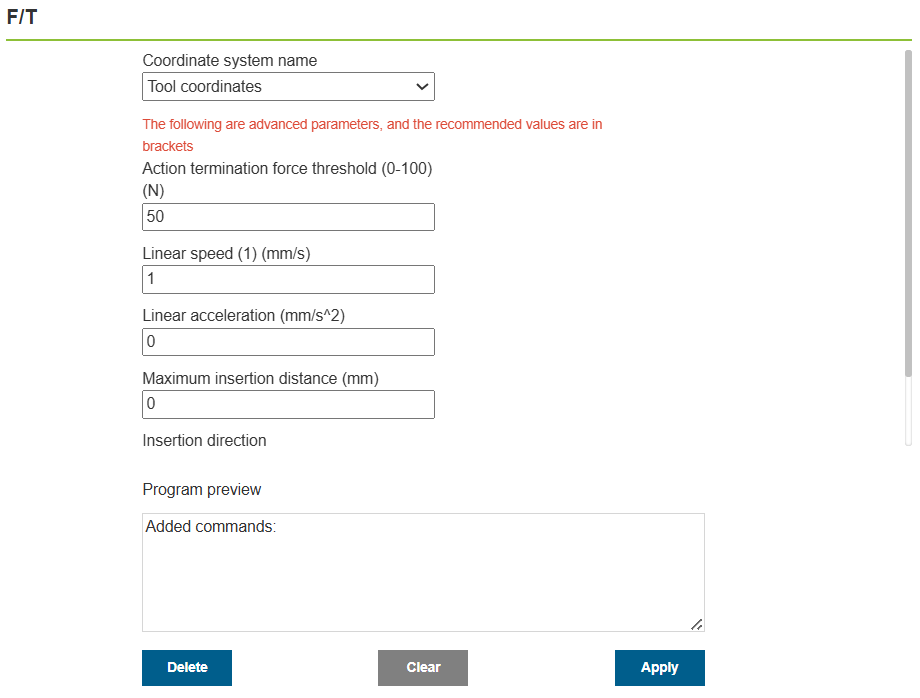 F/T
Coordinate system name
Tool coordinates
The following are advanced parameters, and the recommended values are in
brackets
Action termination force threshold (0-100)
(N)
50
Linear speed (1) (mm/s)
1
Linear acceleration (mm/s^2)
0
Maximum insertion distance (mm)
0
Insertion direction
Program preview
Added commands:
Delete
Clear
Apply